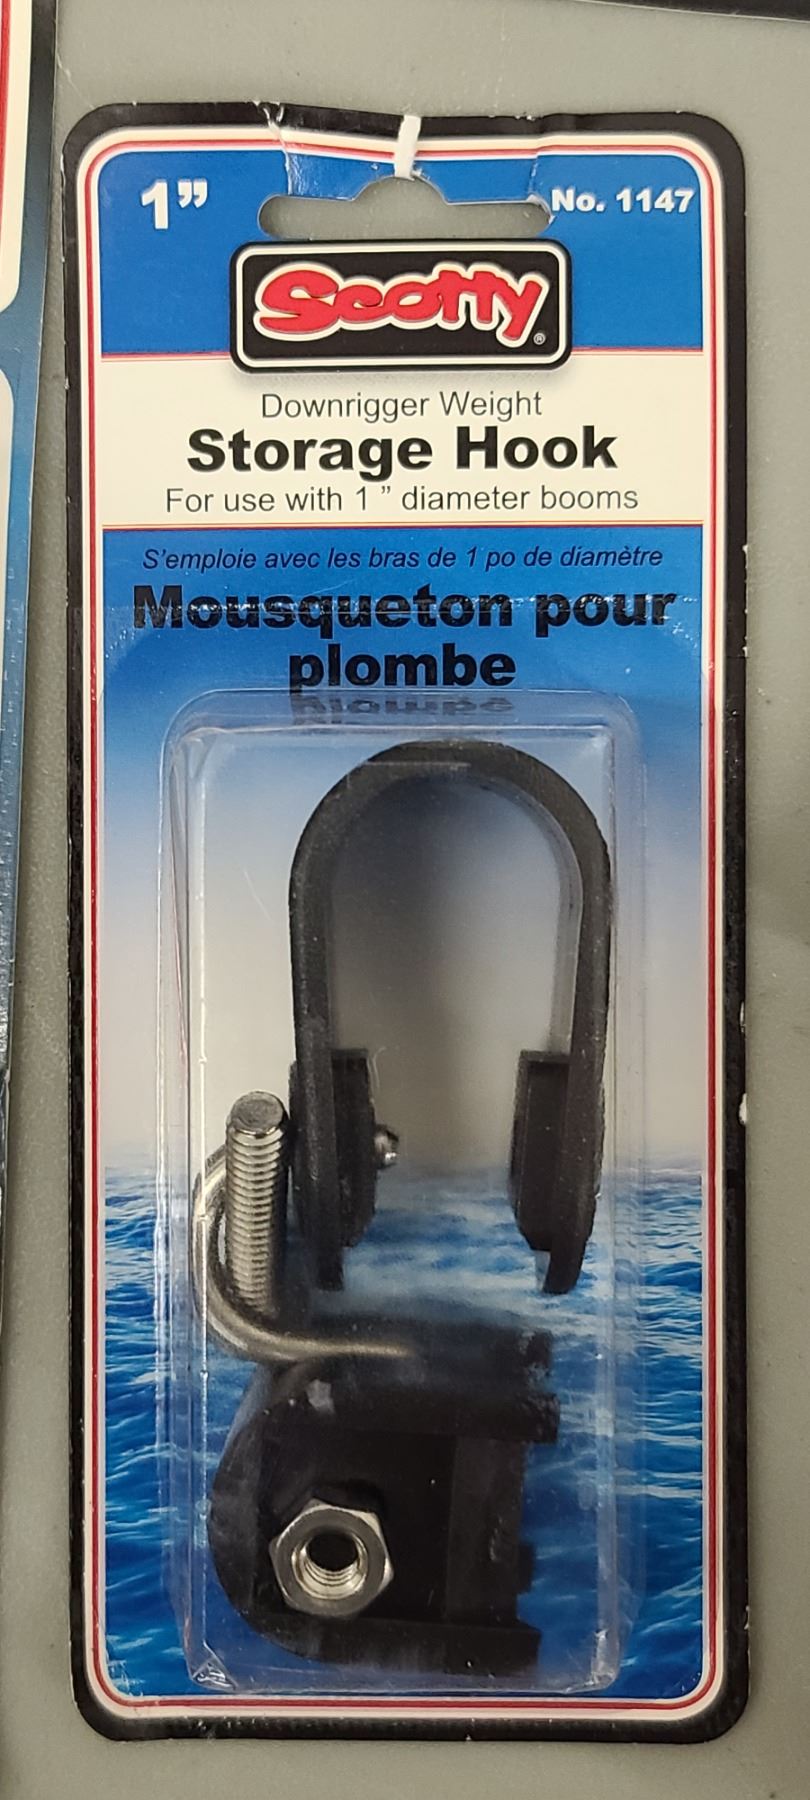 1”
No. 1147
Scotty®
Downrigger Weight
Storage Hook
For use with 1 ” diameter booms
S'emploie avec les bras de 1 po de diamètre
Mousqueton pour
plombe